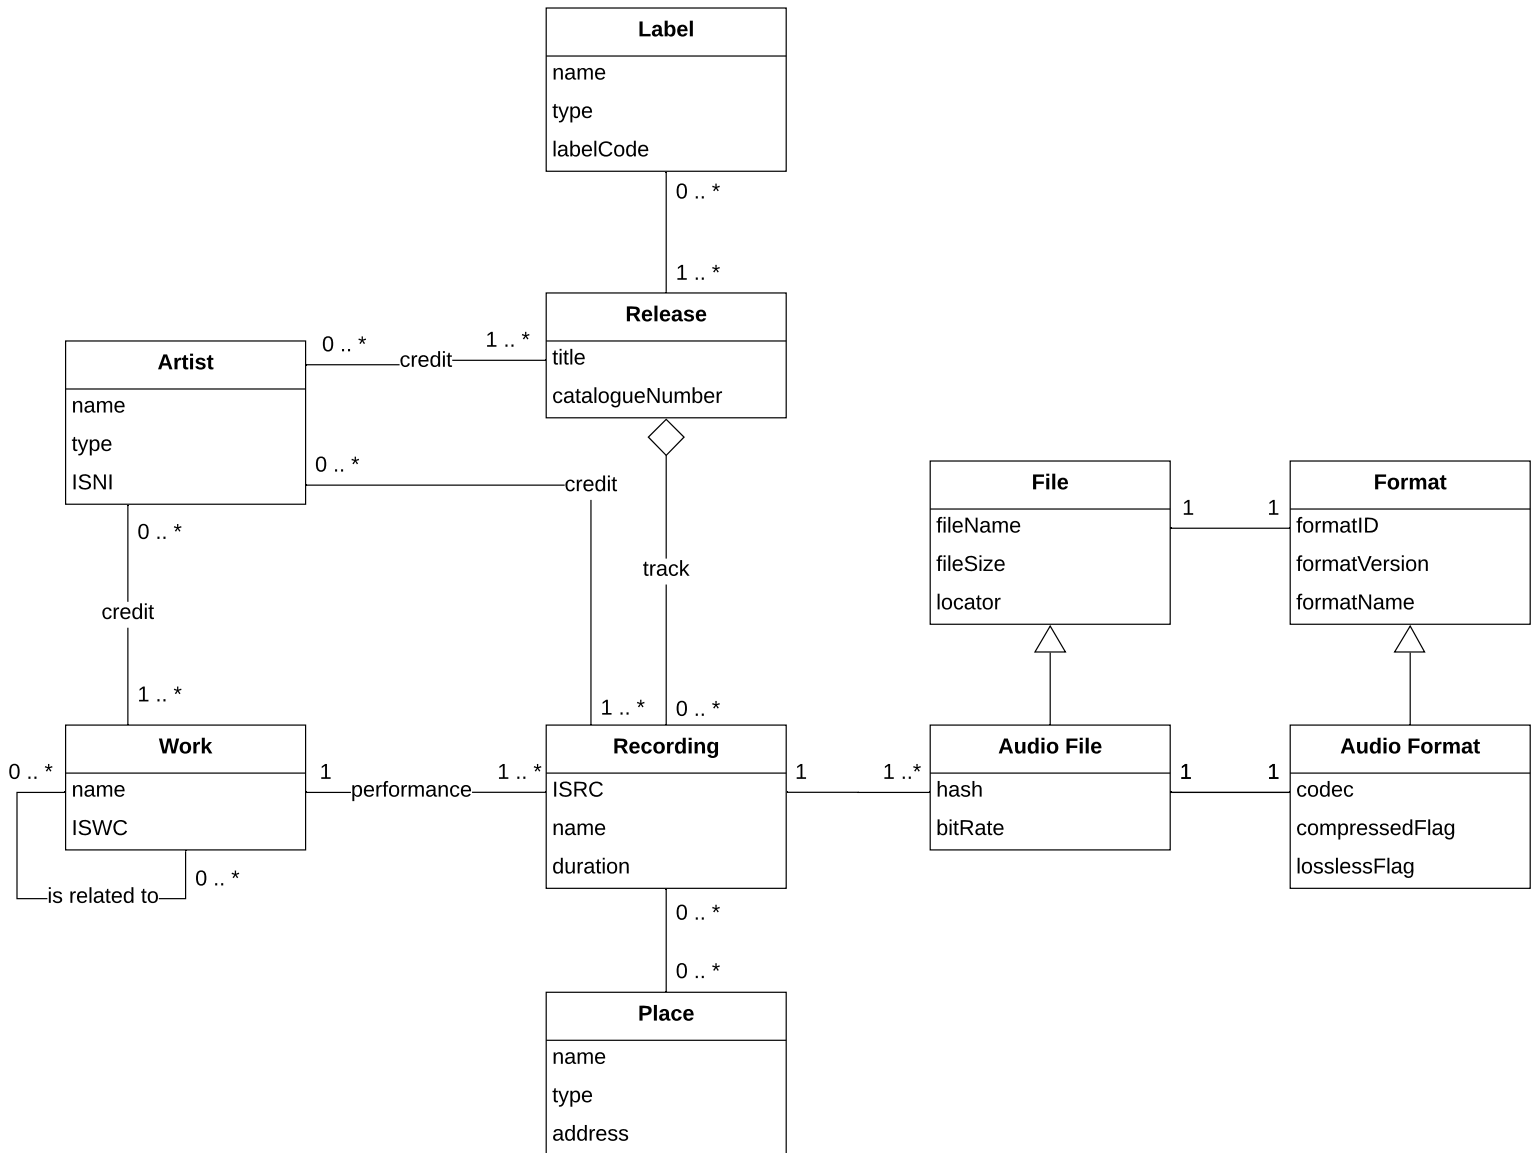 Label
name
type
labelCode
0 .. *
1 .. *
Release
title
catalogueNumber
0 .. *
credit
1 .. *
Artist
name
type
ISNI
0 .. *
credit
1 .. *
0 .. *
credit
1 .. *
track
0 .. *
File
fileName
fileSize
locator
1
1
Format
formatID
formatVersion
formatName
Work
name
ISWC
0 .. *
is related to
0 .. *
1
performance
1 .. *
Recording
ISRC
name
duration
1
1 ..*
Audio File
hash
bitRate
1
1
Audio Format
codec
compressedFlag
losslessFlag
0 .. *
0 .. *
Place
name
type
address